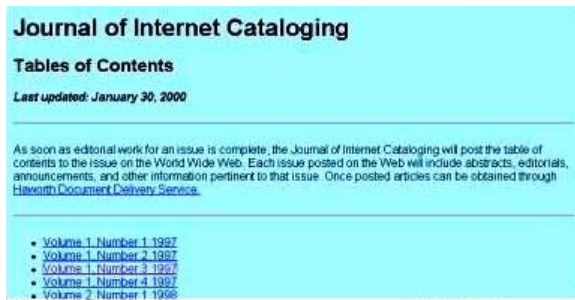 Journal of Internet Cataloging
Tables of Contents
Last updated: January 30, 2000
As soon as editorial work for an issue is complete, the Journal of Internet Cataloging will post the table of
contents to the issue on the World Wide Web. Each issue posted on the Web will include abstracts, editorials,
announcements, and other information pertinent to that issue. Once posted articles can be obtained through
Haworth Document Delivery Service.
Volume 1, Number 1 1997
Volume 1, Number 2 1997
Volume 1, Number 3 1997
Volume 1, Number 4 1997
Volume 2, Number 1 1998